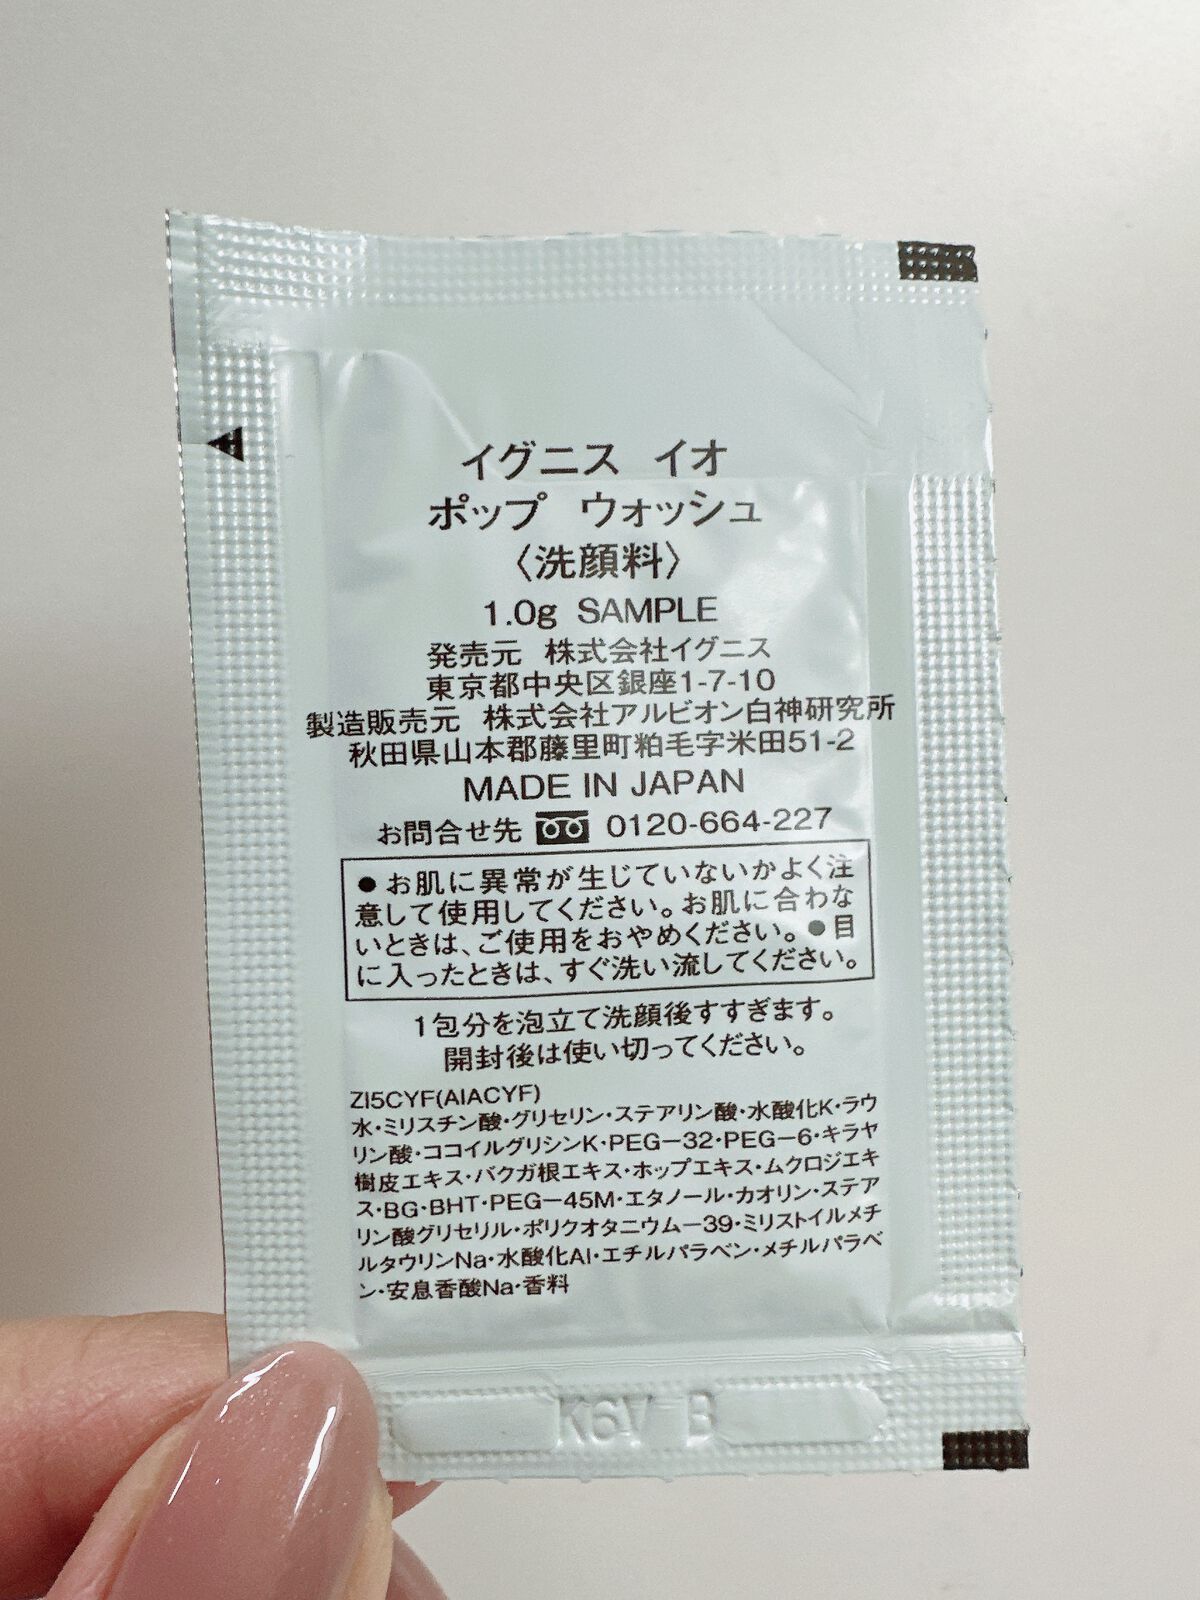 イグニス イオ
ポップ ウォッシュ
〈洗顔料〉
1.0g SAMPLE
発売元 株式会社イグニス
東京都中央区銀座1-7-10
製造販売元 株式会社アルビオン白神研究所
秋田県山本郡藤里町粕毛字米田51-2
MADE IN JAPAN
お問合せ先 0120-664-227
●お肌に異常が生じていないかよく注
意して使用してください。お肌に合わな
いときは、ご使用をおやめください。●目
に入ったときは、すぐ洗い流してください。
1包分を泡立て洗顔後すすぎます。
開封後は使い切ってください。
ZI5CYF(AIACYF)
水・ミリスチン酸・グリセリン・ステアリン酸・水酸化K・ラウ
リン酸・ココイルグリシンK・PEG－32・PEG－6・キラヤ
樹皮エキス・バクガ根エキス・ホップエキス・ムクロジエキ
ス・BG・BHT・PEG－45M・エタノール・カオリン・ステア
リン酸グリセリル・ポリクオタニウム－39・ミリストイルメチ
ルタウリンNa・水酸化Al・エチルパラベン・メチルパラベ
ン・安息香酸Na・香料
K6V B